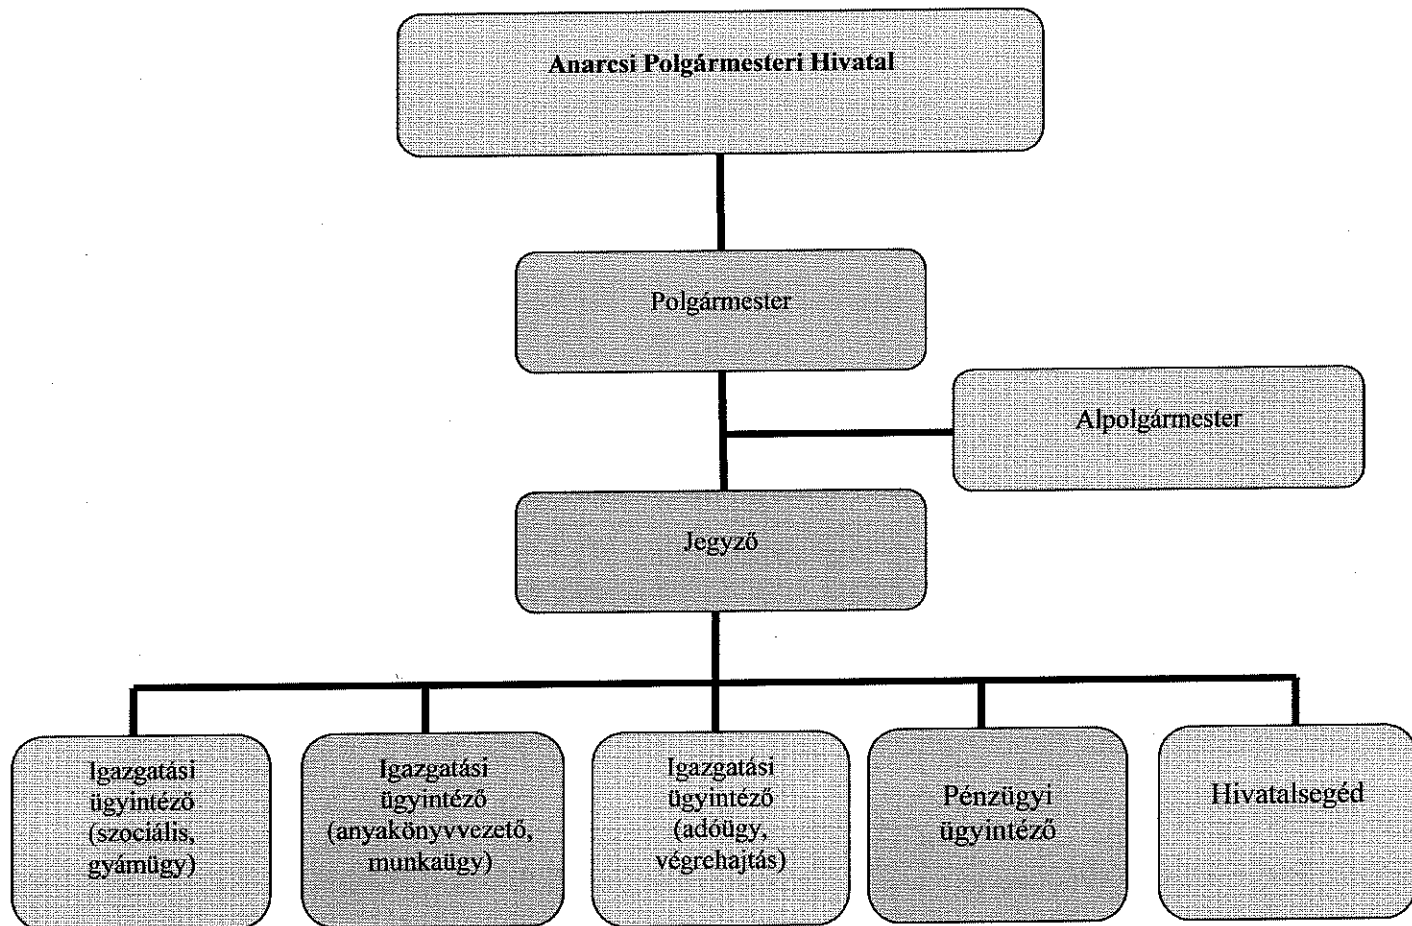 Anarcsi Polgármesteri Hivatal
Polgármester
Alpolgármester
Jegyző
Igazgatási
ügyintéző
(szociális,
gyámügy)
Igazgatási
ügyintéző
(anyakönyvvezető,
munkaügy)
Igazgatási
ügyintéző
(adóügy,
végrehajtás)
Pénzügyi
ügyintéző
Hivatalsegéd